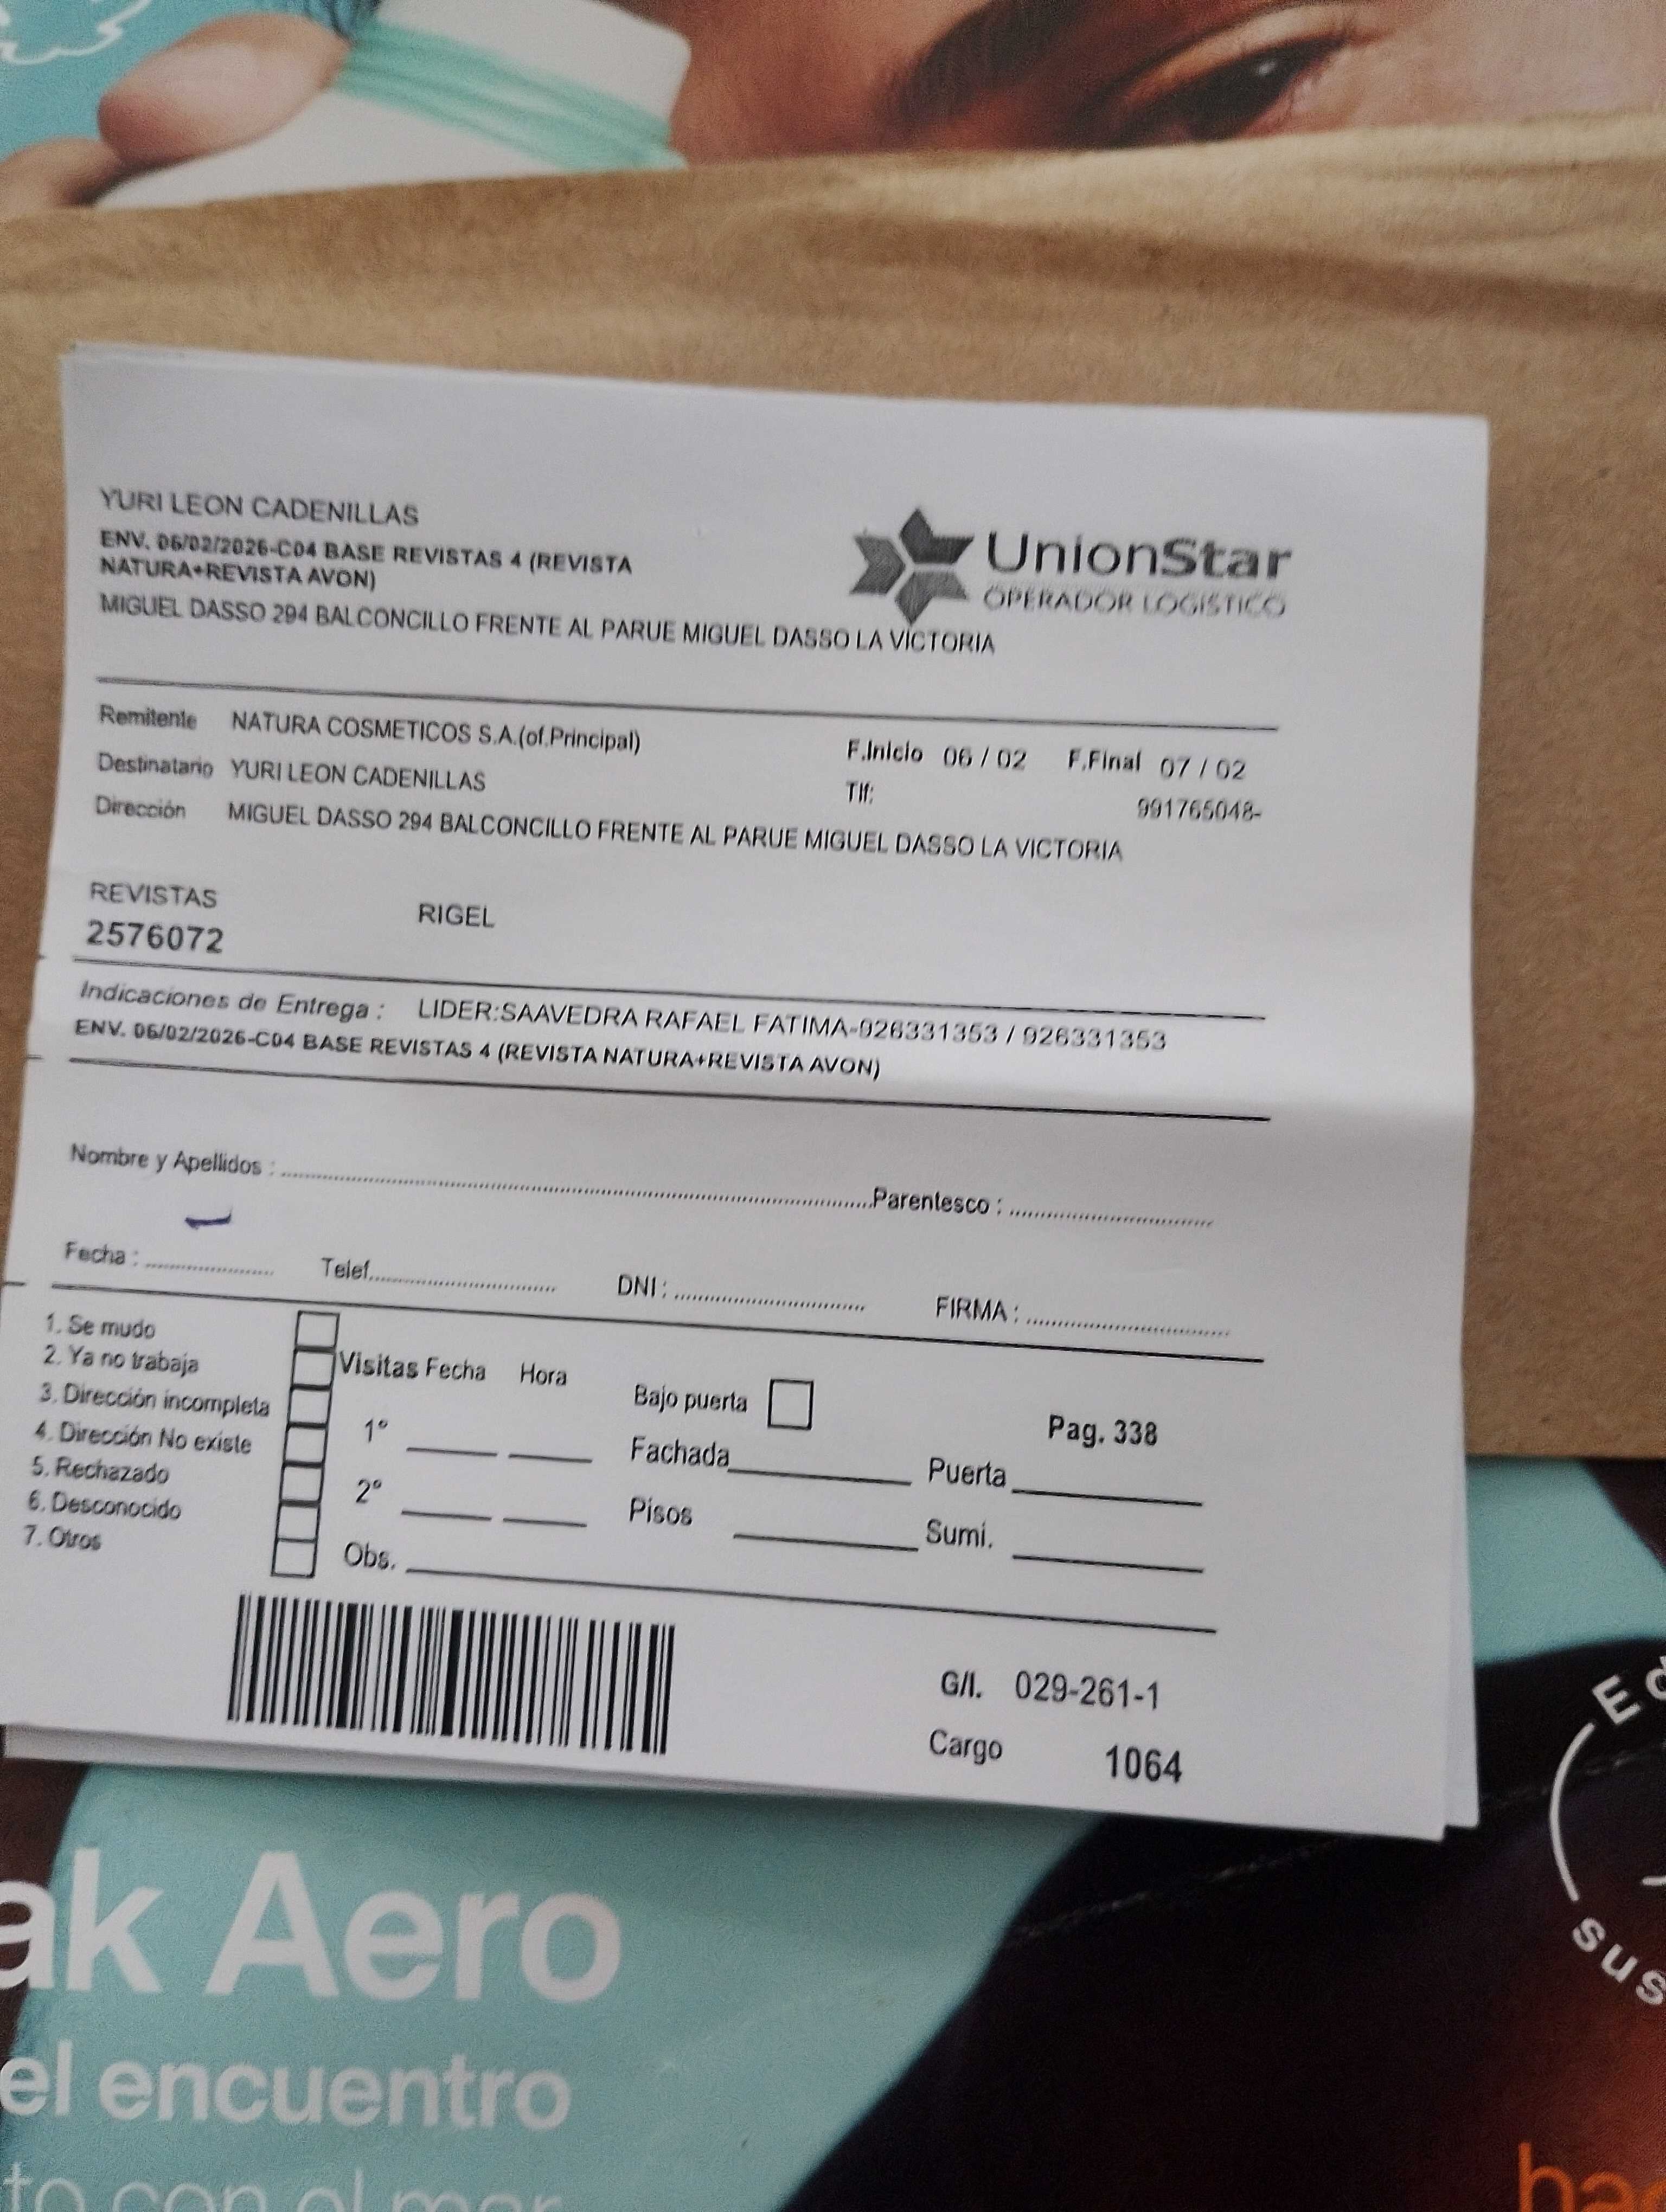 YURI LEON CADENILLAS
ENV. 06/02/2026-C04 BASE REVISTAS 4 (REVISTA
NATURA+REVISTA AVON)
MIGUEL DASSO 294 BALCONCILLO FRENTE AL PARUE MIGUEL DASSO LA VICTORIA
UnionStar
OPERADOR LOGISTICO
Remitente NATURA COSMETICOS S.A.(of.Principal)
F.Inicio 06 / 02 F.Final 07 / 02
Destinatario YURI LEON CADENILLAS
Tlf: 991765048-
Dirección MIGUEL DASSO 294 BALCONCILLO FRENTE AL PARUE MIGUEL DASSO LA VICTORIA
REVISTAS RIGEL
2576072
Indicaciones de Entrega : LIDER:SAAVEDRA RAFAEL FATIMA-926331353 / 926331353
ENV. 06/02/2026-C04 BASE REVISTAS 4 (REVISTA NATURA+REVISTA AVON)
Nombre y Apellidos : Parentesco :
Fecha : Telef. DNI : FIRMA :
1. Se mudo
2. Ya no trabaja
3. Dirección incompleta
4. Dirección No existe
5. Rechazado
6. Desconocido
7. Otros
Visitas Fecha Hora
1°
2°
Obs.
Bajo puerta
Pag. 338
Fachada Puerta
Pisos Sumi.
G/I. 029-261-1
Cargo 1064
ak Aero
el encuentro
to con el mar
Ed
sus